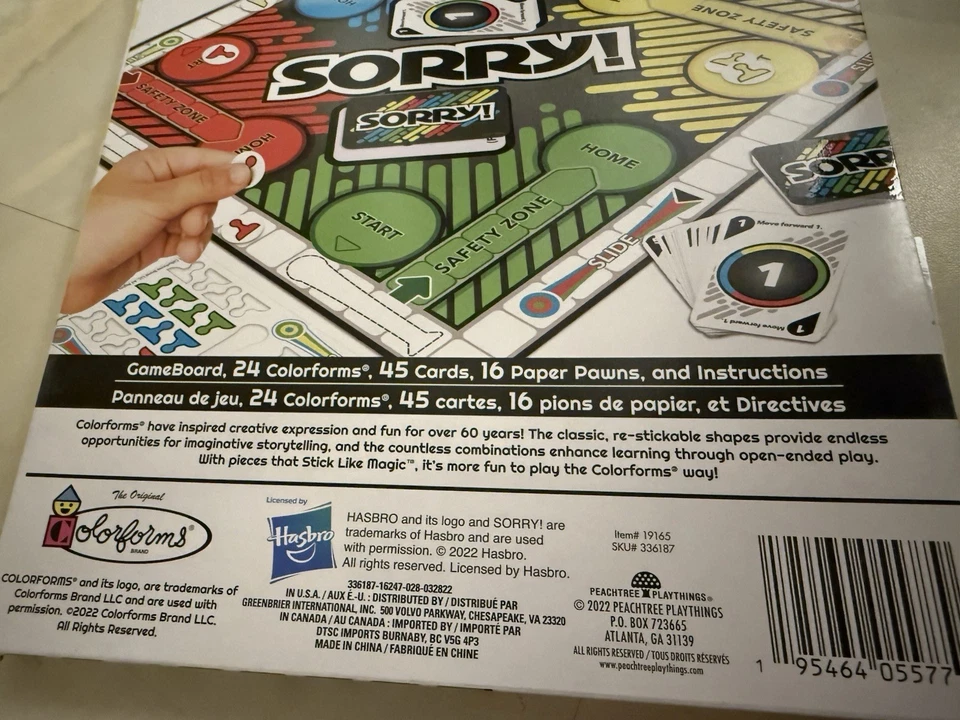 HO
1
SAFETY ZONE
SORRY!
SAFETY ZONE
HOM
SORRY!
HOME
START
SAFETY ZONE
SLIDE
SORR
Move forward 1.
1
1
1
Move forward 1.
GameBoard, 24 Colorforms®, 45 Cards, 16 Paper Pawns, and Instructions
Panneau de jeu, 24 Colorforms®, 45 cartes, 16 pions de papier, et Directives
Colorforms® have inspired creative expression and fun for over 60 years! The classic, re-stickable shapes provide endless
opportunities for imaginative storytelling, and the countless combinations enhance learning through open-ended play.
With pieces that Stick Like Magic™, it's more fun to play the Colorforms® way!
The Original
Colorforms®
BRAND
COLORFORMS® and its logo, are trademarks of
Colorforms Brand LLC and are used with
permission. ©2022 Colorforms Brand LLC.
All Rights Reserved.
Licensed by
Hasbro
HASBRO and its logo and SORRY! are
trademarks of Hasbro and are used
with permission. © 2022 Hasbro.
All rights reserved. Licensed by Hasbro.
336187-16247-028-032822
IN U.S.A. / AUX É.-U. : DISTRIBUTED BY / DISTRIBUÉ PAR
GREENBRIER INTERNATIONAL, INC. 500 VOLVO PARKWAY, CHESAPEAKE, VA 23320
IN CANADA / AU CANADA : IMPORTED BY / IMPORTÉ PAR
DTSC IMPORTS BURNABY, BC V5G 4P3
MADE IN CHINA / FABRIQUÉ EN CHINE
Item# 19165
SKU# 336187
PEACHTREE PLAYTHINGS®
© 2022 PEACHTREE PLAYTHINGS
P.O. BOX 723665
ATLANTA, GA 31139
ALL RIGHTS RESERVED / TOUS DROITS RÉSERVÉS
www.peachtreeplaythings.com
1 95464 05577